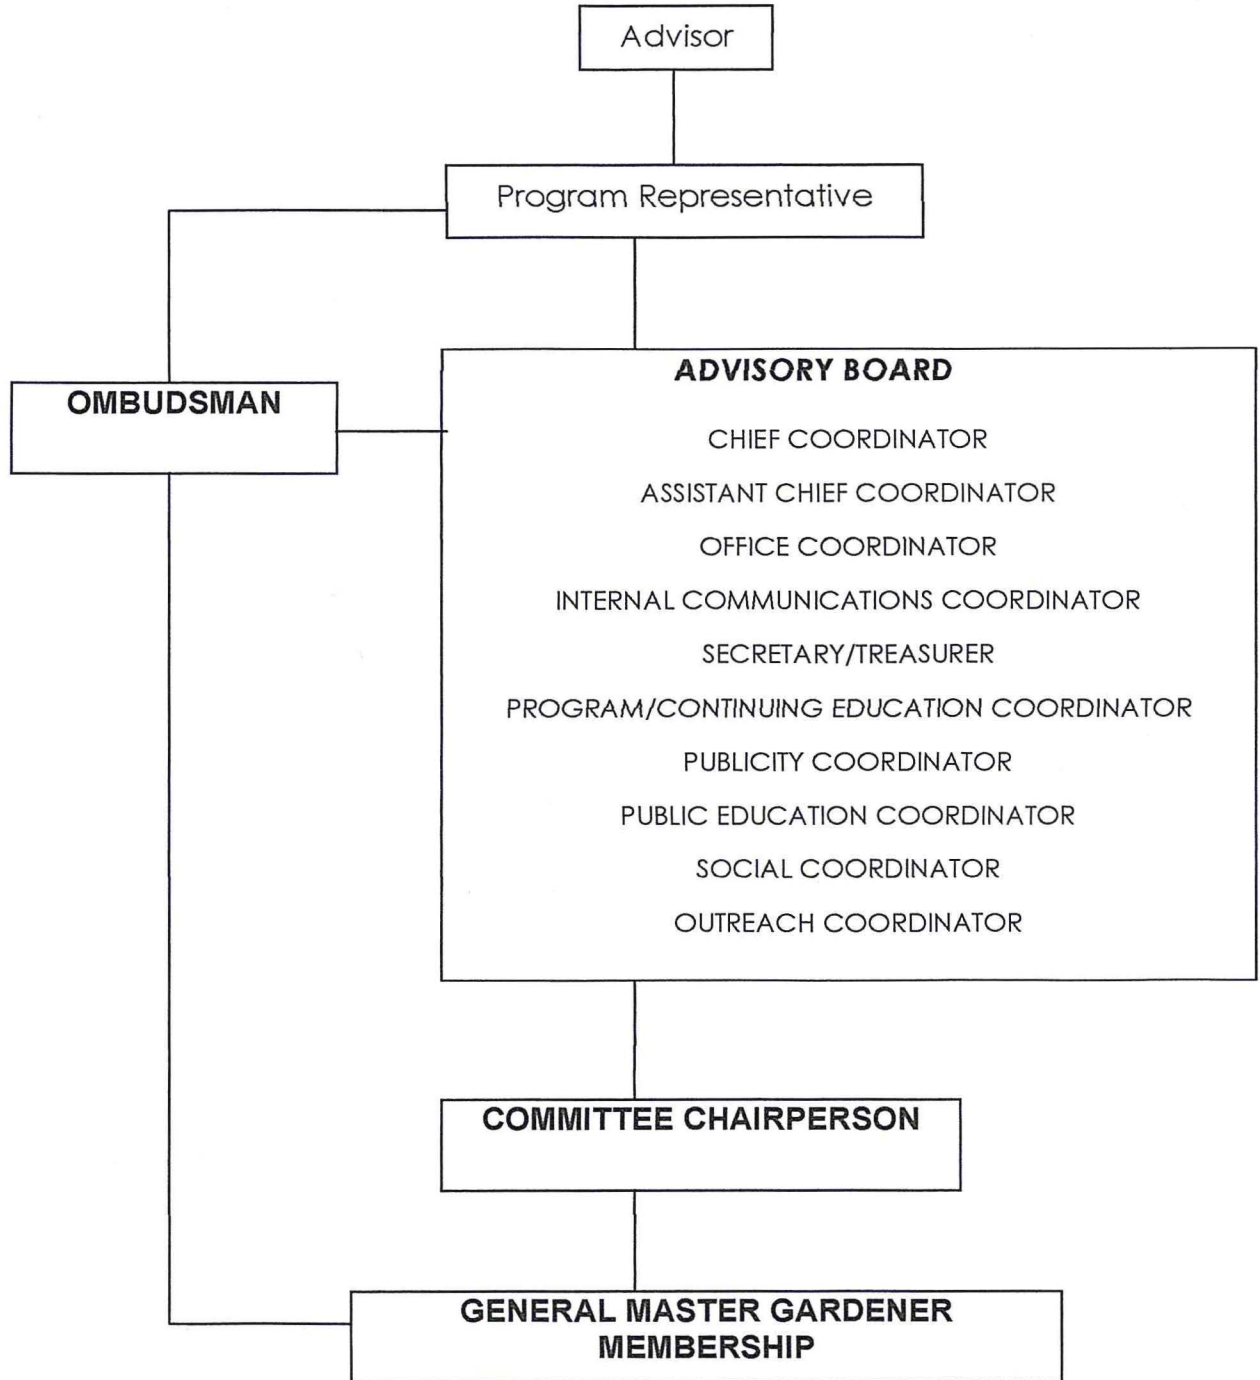 Advisor
Program Representative
OMBUDSMAN
ADVISORY BOARD
CHIEF COORDINATOR
ASSISTANT CHIEF COORDINATOR
OFFICE COORDINATOR
INTERNAL COMMUNICATIONS COORDINATOR
SECRETARY/TREASURER
PROGRAM/CONTINUING EDUCATION COORDINATOR
PUBLICITY COORDINATOR
PUBLIC EDUCATION COORDINATOR
SOCIAL COORDINATOR
OUTREACH COORDINATOR
COMMITTEE CHAIRPERSON
GENERAL MASTER GARDENER
MEMBERSHIP